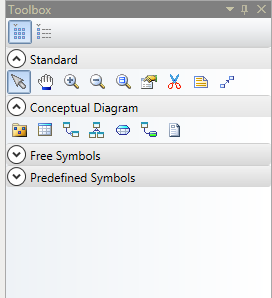 Toolbox
Standard
Conceptual Diagram
Free Symbols
Predefined Symbols